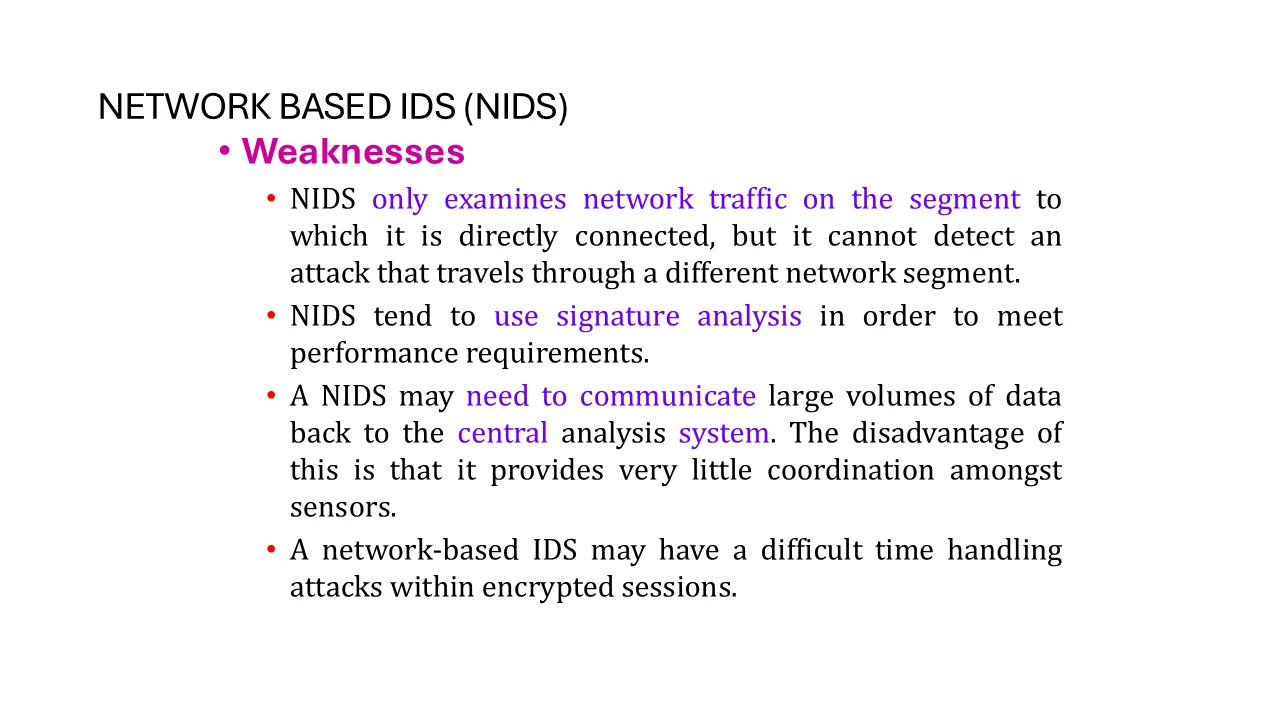 NETWORK BASED IDS (NIDS)
• Weaknesses
• NIDS only examines network traffic on the segment to
which it is directly connected, but it cannot detect an
attack that travels through a different network segment.
• NIDS tend to use signature analysis in order to meet
performance requirements.
• A NIDS may need to communicate large volumes of data
back to the central analysis system. The disadvantage of
this is that it provides very little coordination amongst
sensors.
• A network-based IDS may have a difficult time handling
attacks within encrypted sessions.